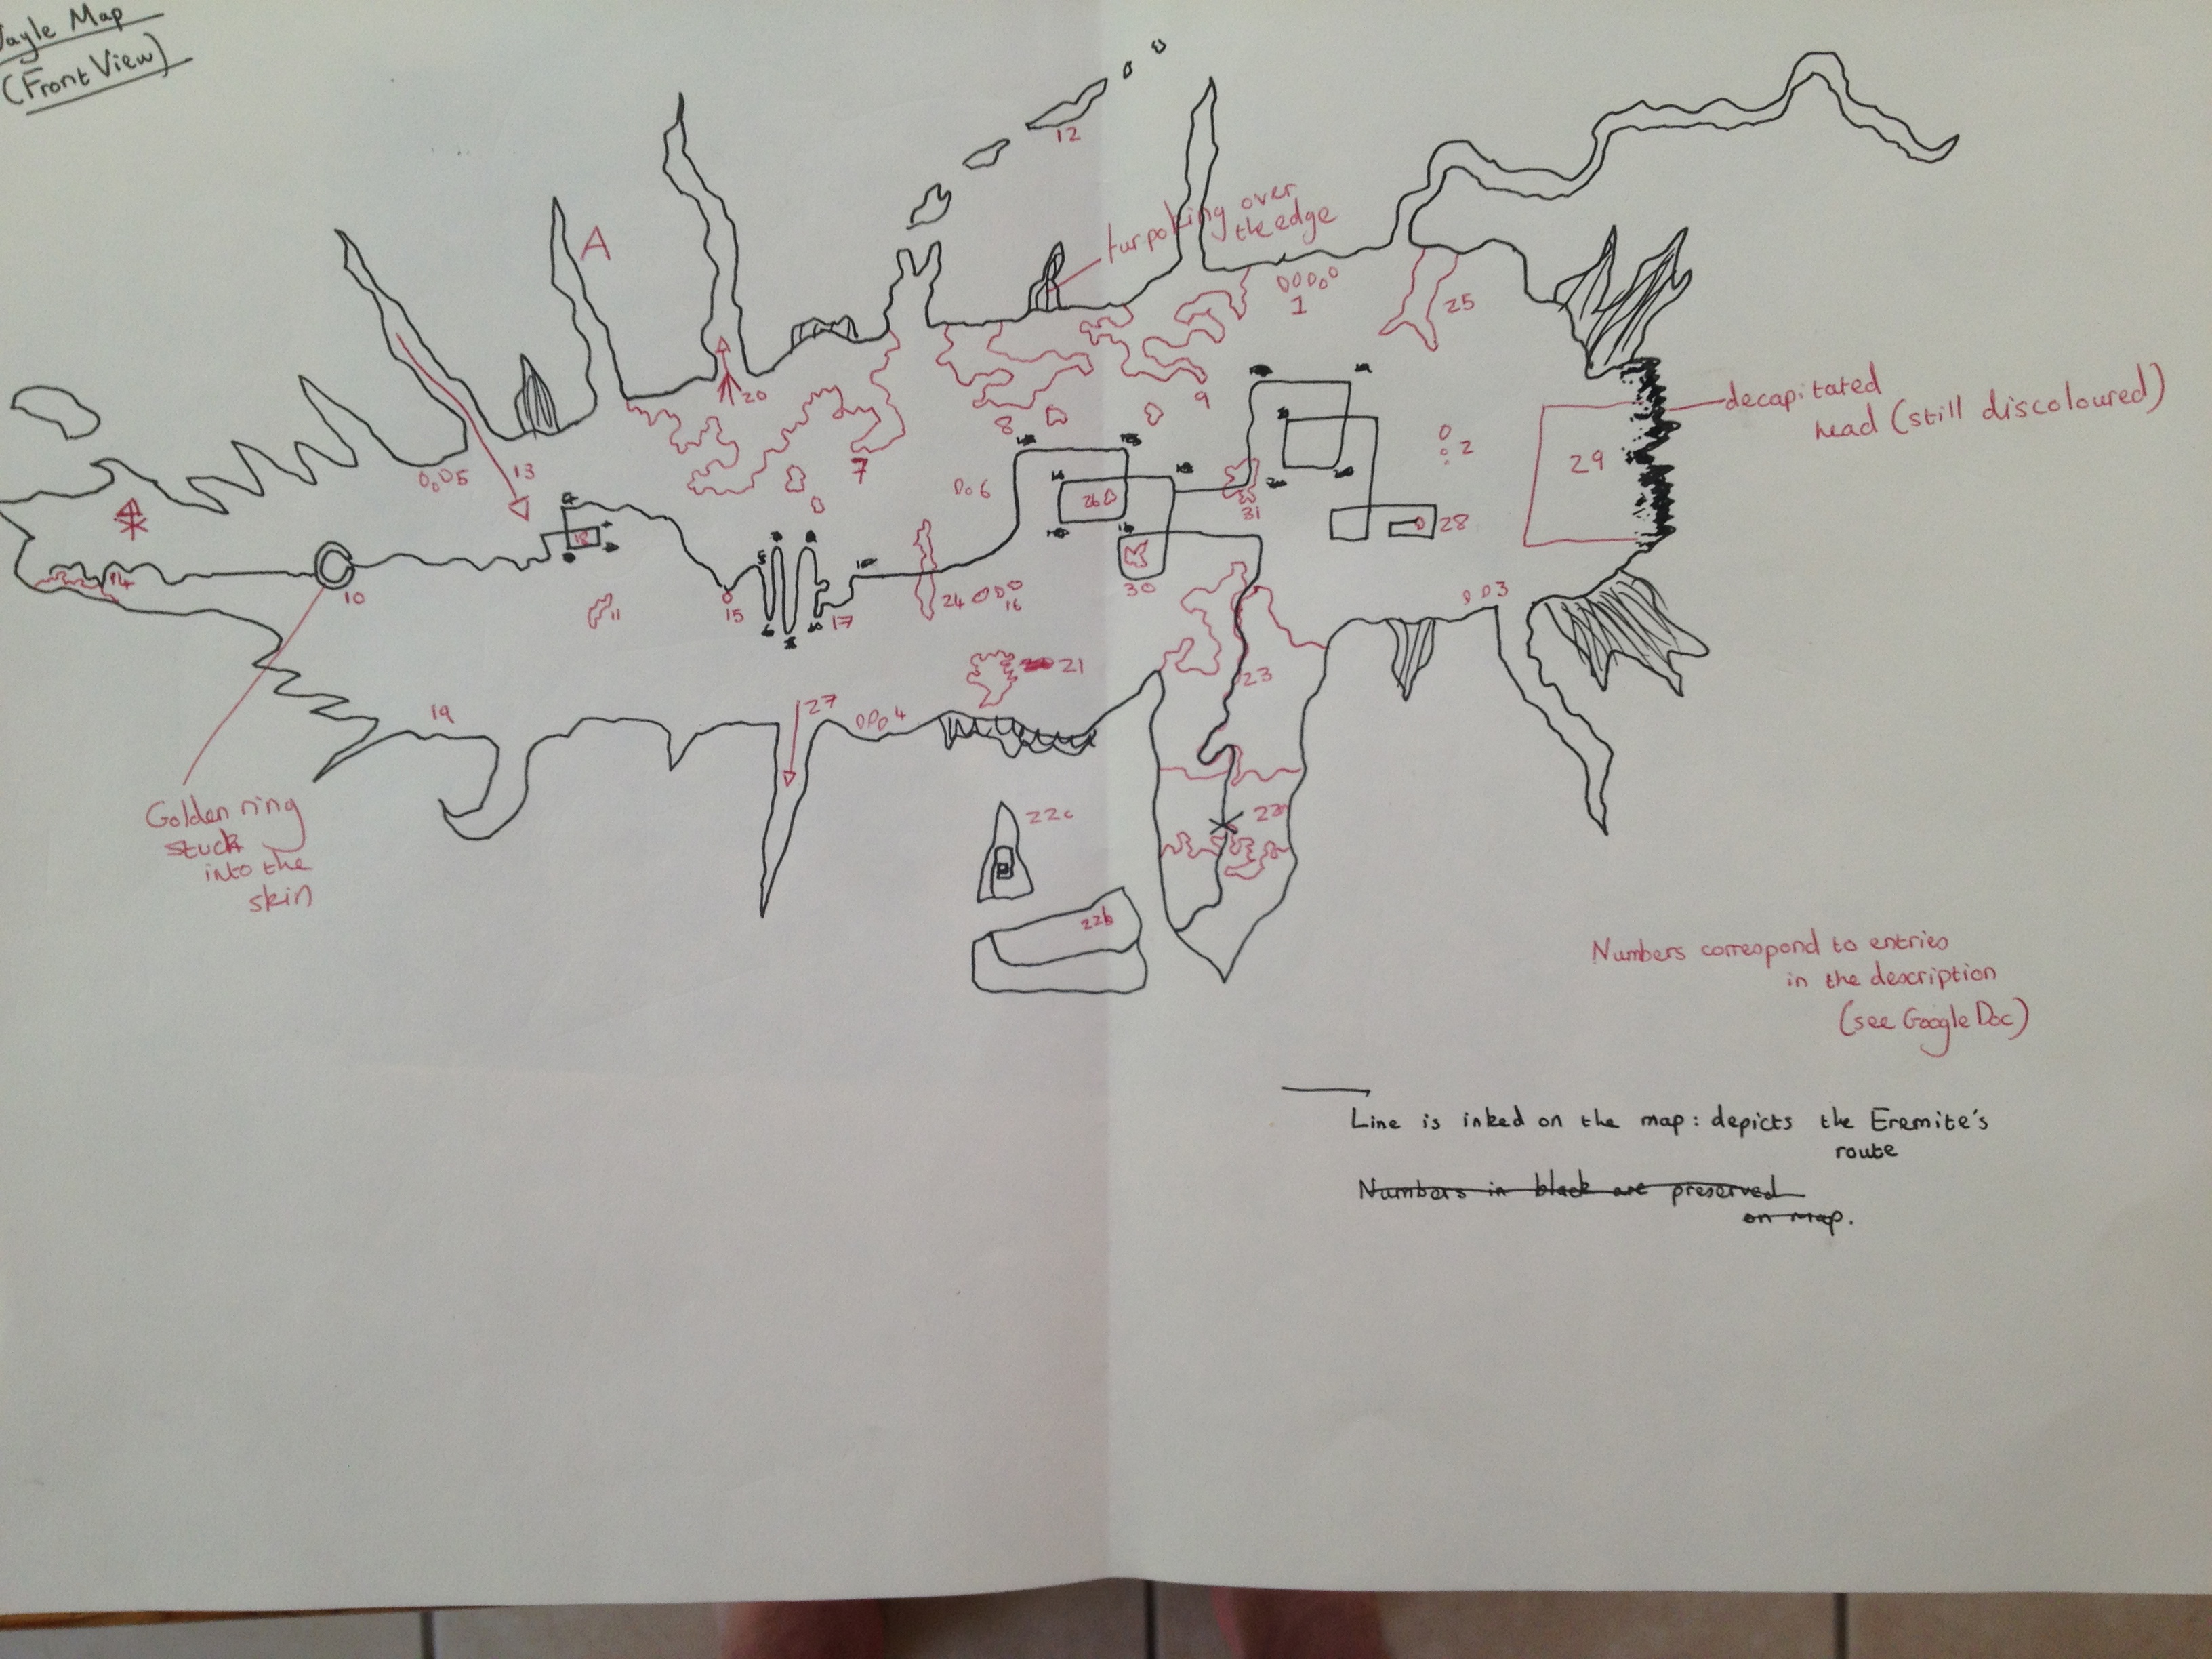 Map
(Front View)
12
A
fur poking over
the edge
1
25
20
9
8
decapitated
head (still discoloured)
7
2
29
5
13
6
26
31
28
18
14
10
11
15
17
24
16
30
3
21
23
19
27
4
22c
Golden ring
stuck
into the
skin
22b
Numbers correspond to entries
in the description
(see Google Doc)
Line is inked on the map: depicts the Eremite's
route
Numbers in black are preserved
on map.